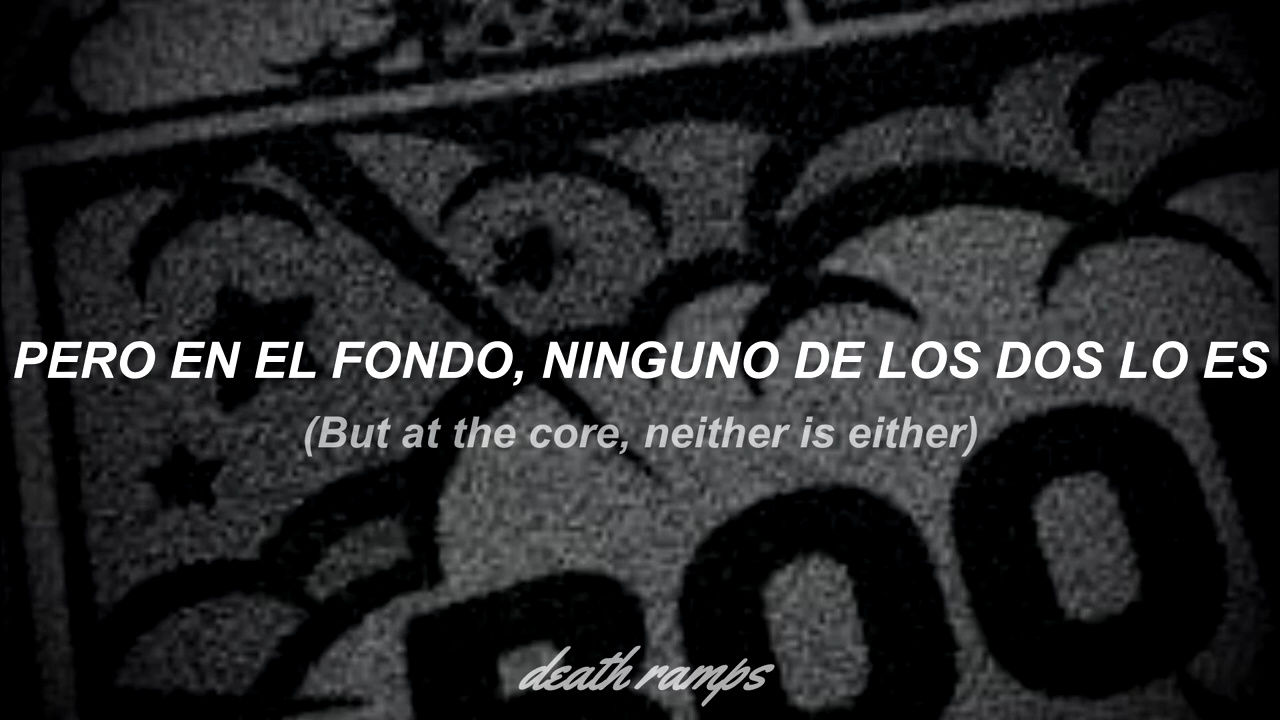 PERO EN EL FONDO, NINGUNO DE LOS DOS LO ES
(But at the core, neither is either)
BOO
death ramps